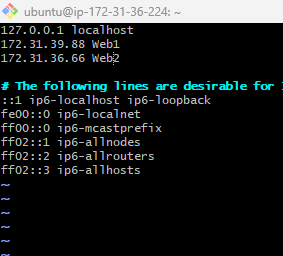 ubuntu@ip-172-31-36-224: ~
127.0.0.1 localhost
172.31.39.88 Web1
172.31.36.66 Web2
# The following lines are desirable for
::1 ip6-localhost ip6-loopback
fe00::0 ip6-localnet
ff00::0 ip6-mcastprefix
ff02::1 ip6-allnodes
ff02::2 ip6-allrouters
ff02::3 ip6-allhosts
~
~
~
~
~